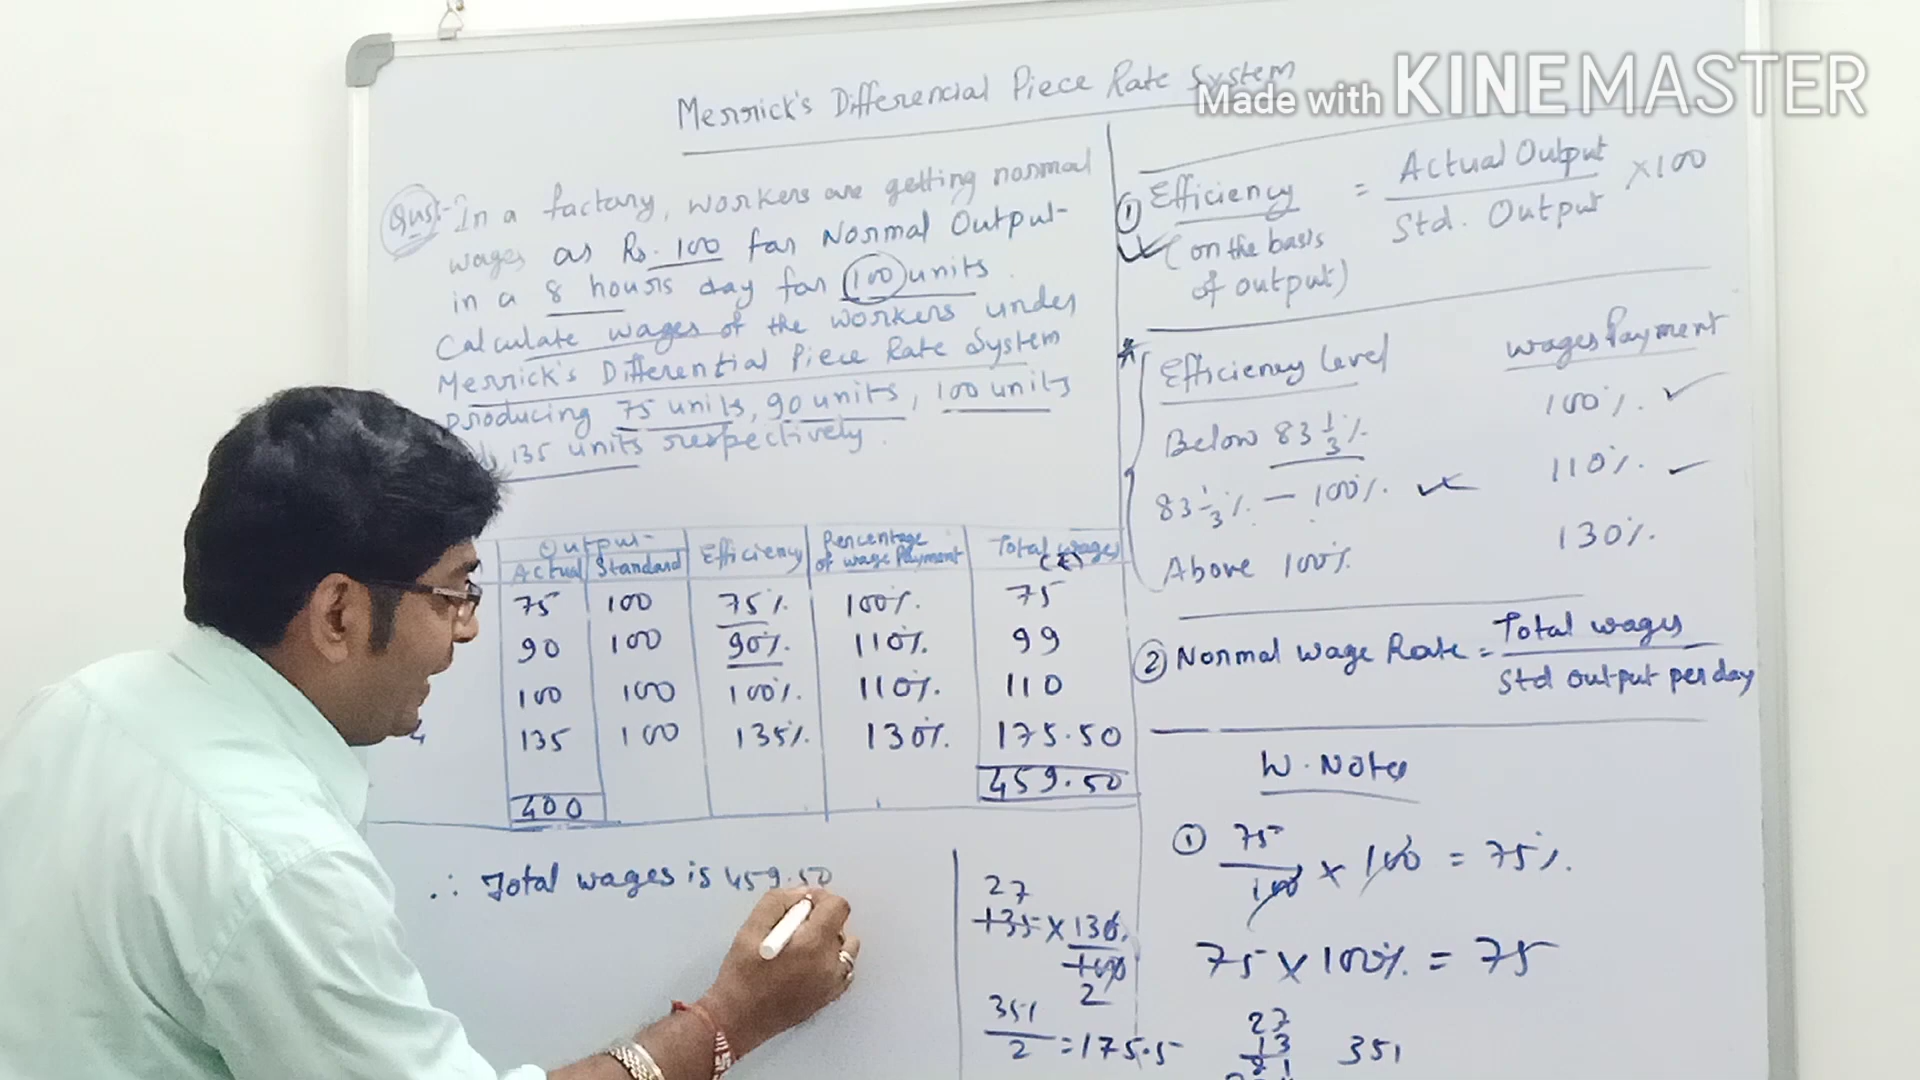 Made with KINEMASTER
Merrick's Differencial Piece Rate System
Qus:- In a factory, workers are getting normal
wages as Rs. 100 for Normal Output-
in a 8 hours day for 100 units.
Calculate wages of the workers under
Merrick's Differential Piece Rate System
producing 75 units, 90 units, 100 units
135 units respectively.
Output- Efficiency Percentage of wage Payment Total wages
Actual Standard
75 100 75% 100% 75
90 100 90% 110% 99
100 100 100% 110% 110
4 135 100 135% 130% 175.50
459.50
400
∴ Total wages is 459.50
27
135 × 130
100
2
351
2 = 175.5
① Efficiency = Actual Output × 100
(on the basis Std. Output
of output)
* Efficiency Level Wages Payment
Below 83 1/3% 100% ✓
83 1/3% — 100% ✓ 110% ✓
Above 100% 130%
② Normal Wage Rate = Total wages
Std output per day
W. Notes
① 75 × 100 = 75%.
100
75 × 100% = 75
27
13 351
81